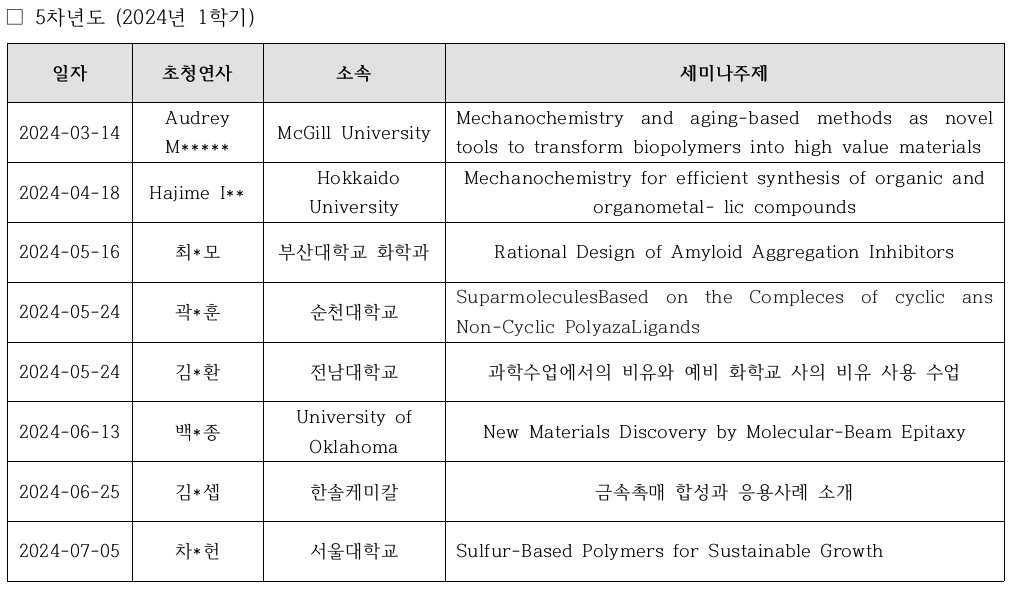 □ 5차년도 (2024년 1학기)
일자 초청연사 소속 세미나주제
2024-03-14 Audrey M***** McGill University Mechanochemistry and aging-based methods as novel
tools to transform biopolymers into high value materials
2024-04-18 Hajime I** Hokkaido University Mechanochemistry for efficient synthesis of organic and
organometal- lic compounds
2024-05-16 최*모 부산대학교 화학과 Rational Design of Amyloid Aggregation Inhibitors
2024-05-24 곽*훈 순천대학교 SuparmoleculesBased on the Compleces of cyclic ans
Non-Cyclic PolyazaLigands
2024-05-24 김*환 전남대학교 과학수업에서의 비유와 예비 화학교 사의 비유 사용 수업
2024-06-13 백*종 University of Oklahoma New Materials Discovery by Molecular-Beam Epitaxy
2024-06-25 김*셉 한솔케미칼 금속촉매 합성과 응용사례 소개
2024-07-05 차*헌 서울대학교 Sulfur-Based Polymers for Sustainable Growth